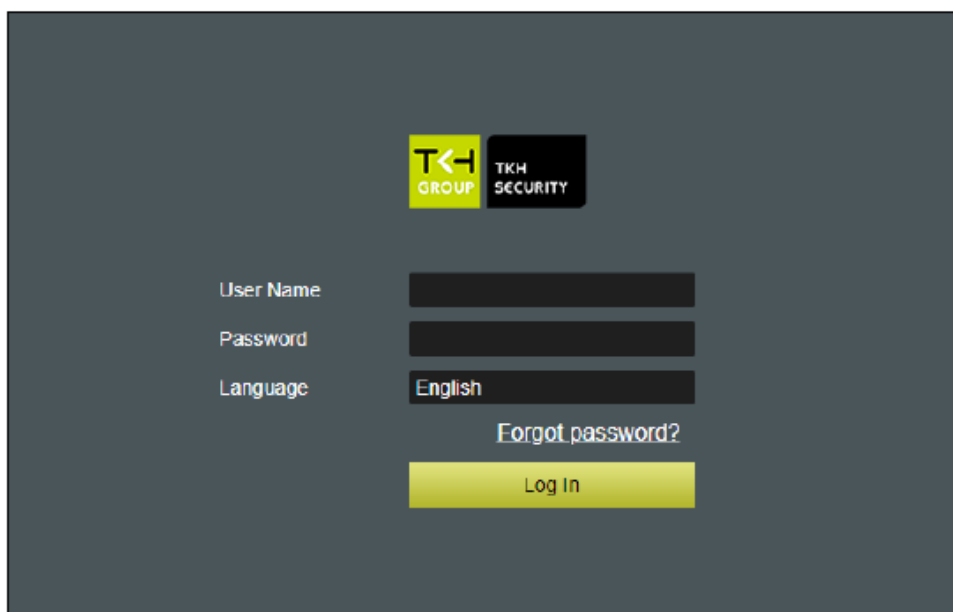 TKH
GROUP
TKH
SECURITY
User Name
Password
Language
English
Forgot password?
Log In